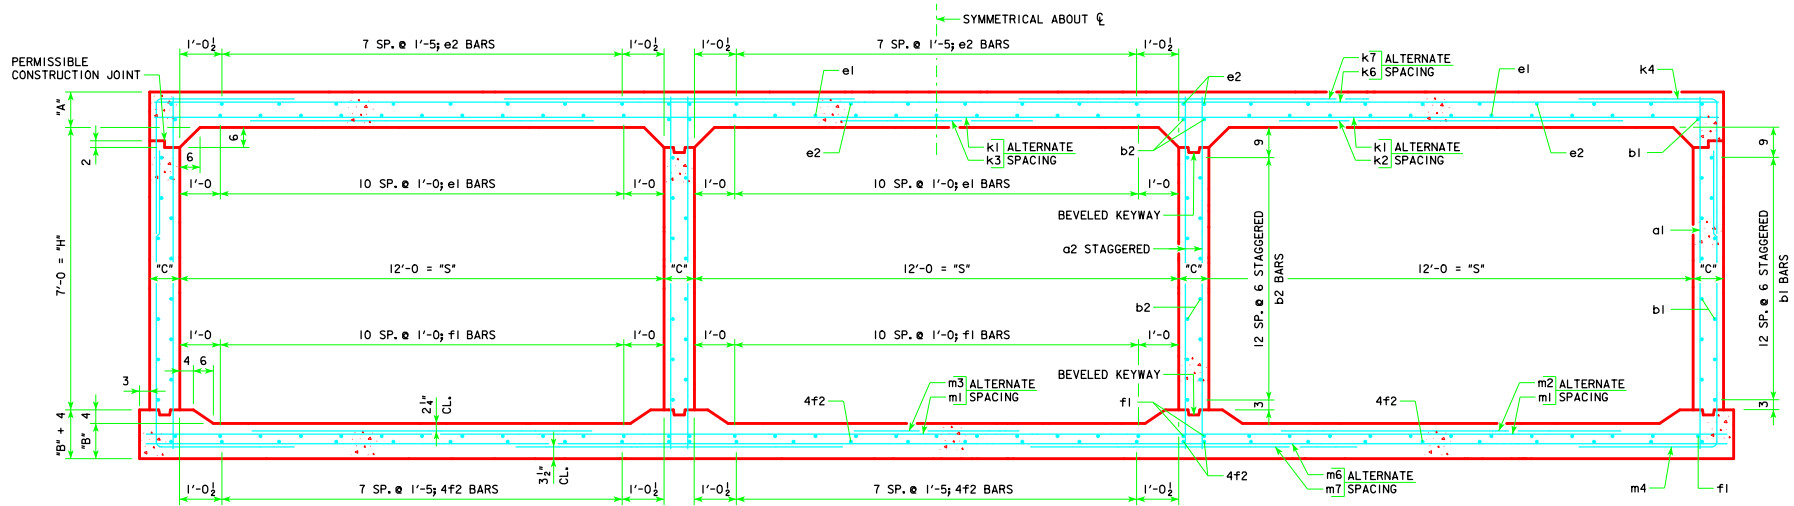 SYMMETRICAL ABOUT ℄
1'-0½
7 SP. @ 1'-5; e2 BARS
1'-0½
1'-0½
7 SP. @ 1'-5; e2 BARS
1'-0½
PERMISSIBLE
CONSTRUCTION JOINT
e1
e2
k7 ALTERNATE
k6 SPACING
e1
k4
"A"
6
2
6
e2
k1 ALTERNATE
k3 SPACING
b2
9
k1 ALTERNATE
k2 SPACING
e2
b1
9
1'-0
10 SP. @ 1'-0; e1 BARS
1'-0
1'-0
10 SP. @ 1'-0; e1 BARS
1'-0
BEVELED KEYWAY
a2 STAGGERED
a1
7'-0 = "H"
"C"
12'-0 = "S"
"C"
12'-0 = "S"
"C"
12'-0 = "S"
"C"
12 SP. @ 6 STAGGERED
b2 BARS
12 SP. @ 6 STAGGERED
b1 BARS
b2
b1
1'-0
10 SP. @ 1'-0; f1 BARS
1'-0
1'-0
10 SP. @ 1'-0; f1 BARS
1'-0
4
6
3
BEVELED KEYWAY
m3 ALTERNATE
m1 SPACING
m2 ALTERNATE
m1 SPACING
4f2
f1
4f2
3
3
"B" + 4
"B"
4
2¼"
CL.
3½"
CL.
4f2
m6 ALTERNATE
m7 SPACING
m4
f1
1'-0½
7 SP. @ 1'-5; 4f2 BARS
1'-0½
1'-0½
7 SP. @ 1'-5; 4f2 BARS
1'-0½